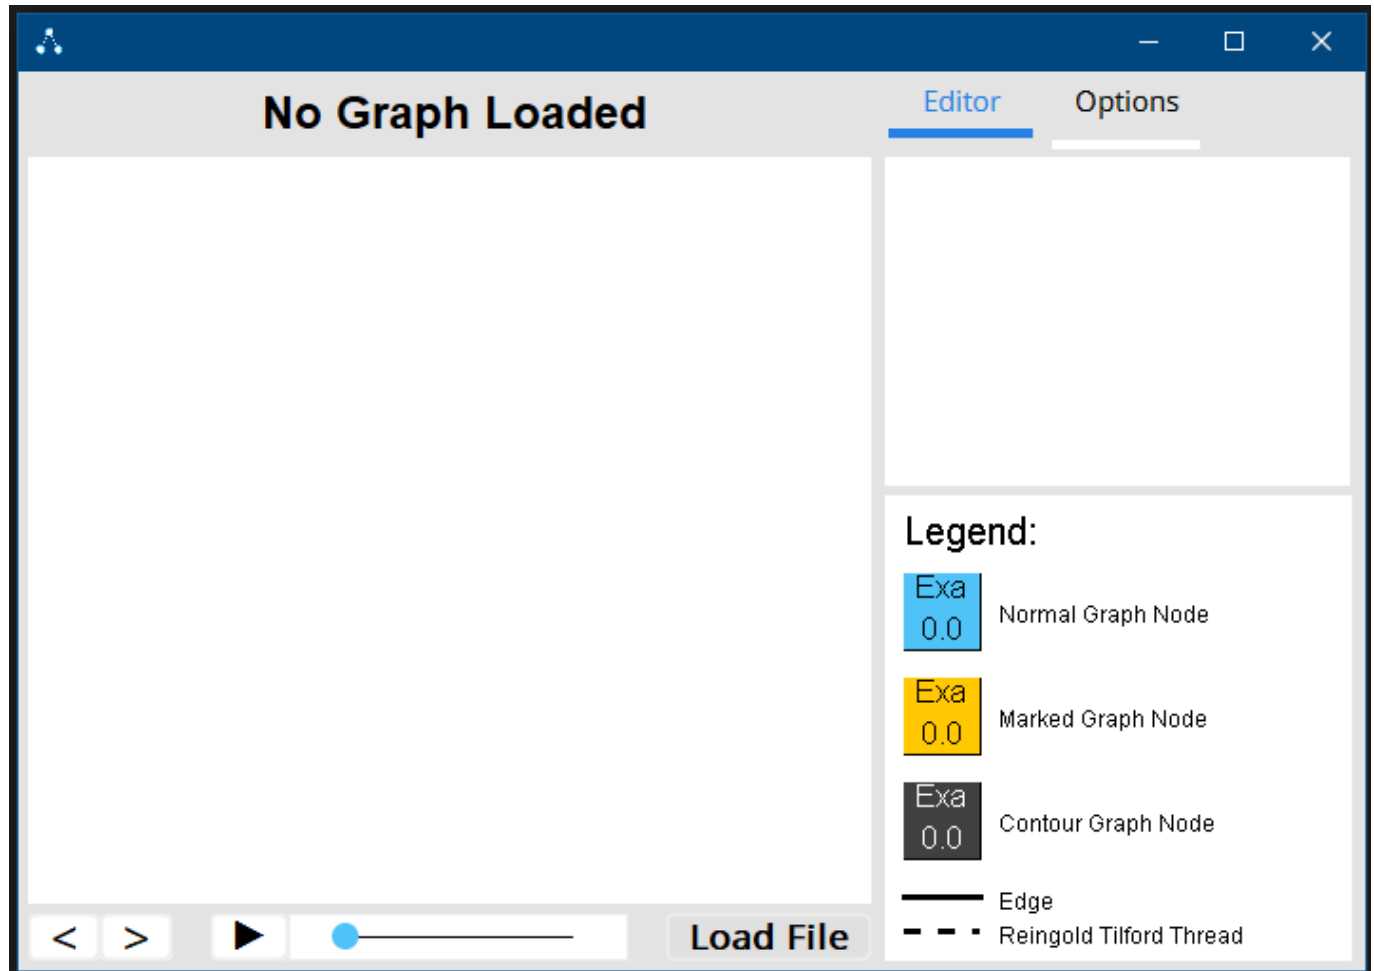 No Graph Loaded
Editor
Options
Legend:
Exa
0.0
Normal Graph Node
Exa
0.0
Marked Graph Node
Exa
0.0
Contour Graph Node
Edge
Reingold Tilford Thread
< >
Load File